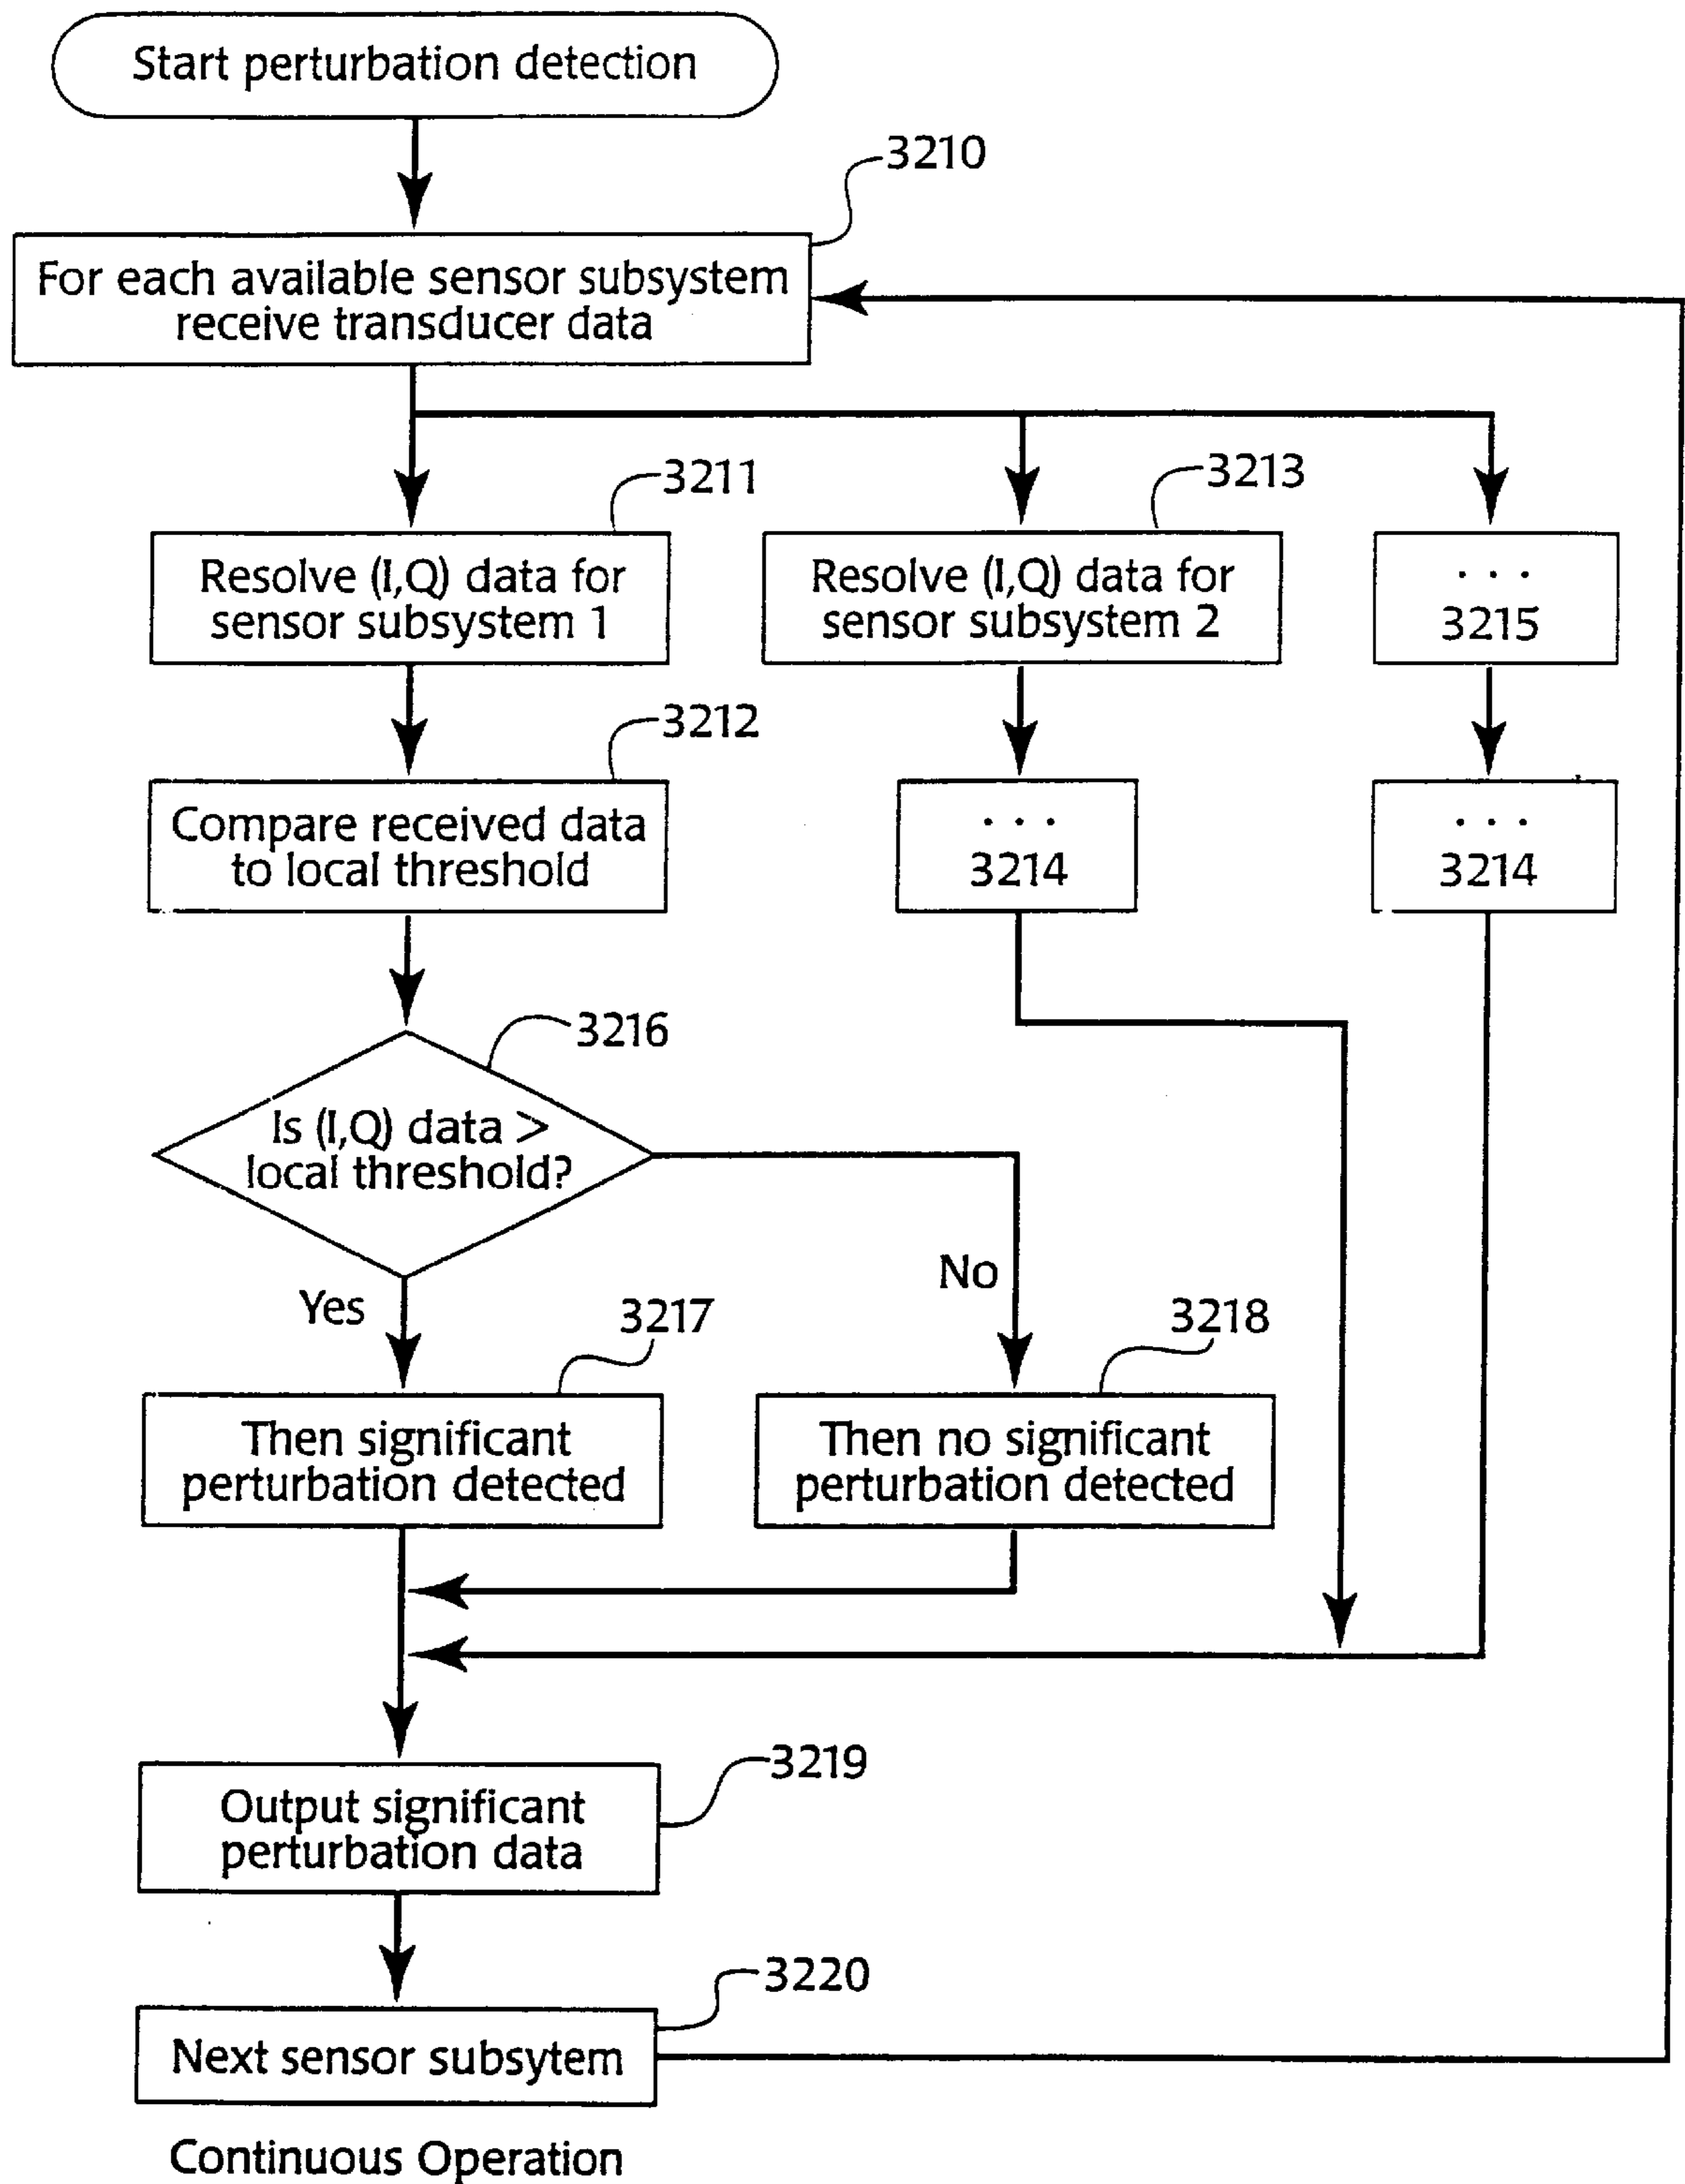 Start perturbation detection
3210
For each available sensor subsystem
receive transducer data
3211
3213
Resolve (I,Q) data for
sensor subsystem 1
Resolve (I,Q) data for
sensor subsystem 2
. . .
3215
3212
Compare received data
to local threshold
. . .
3214
. . .
3214
3216
Is (I,Q) data >
local threshold?
No
Yes
3217
3218
Then significant
perturbation detected
Then no significant
perturbation detected
3219
Output significant
perturbation data
3220
Next sensor subsytem
Continuous Operation